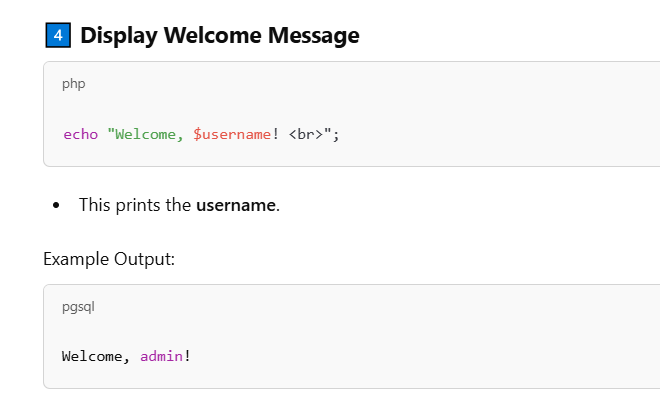 4 Display Welcome Message
php
echo "Welcome, $username! <br>";
• This prints the username.
Example Output:
pgsql
Welcome, admin!